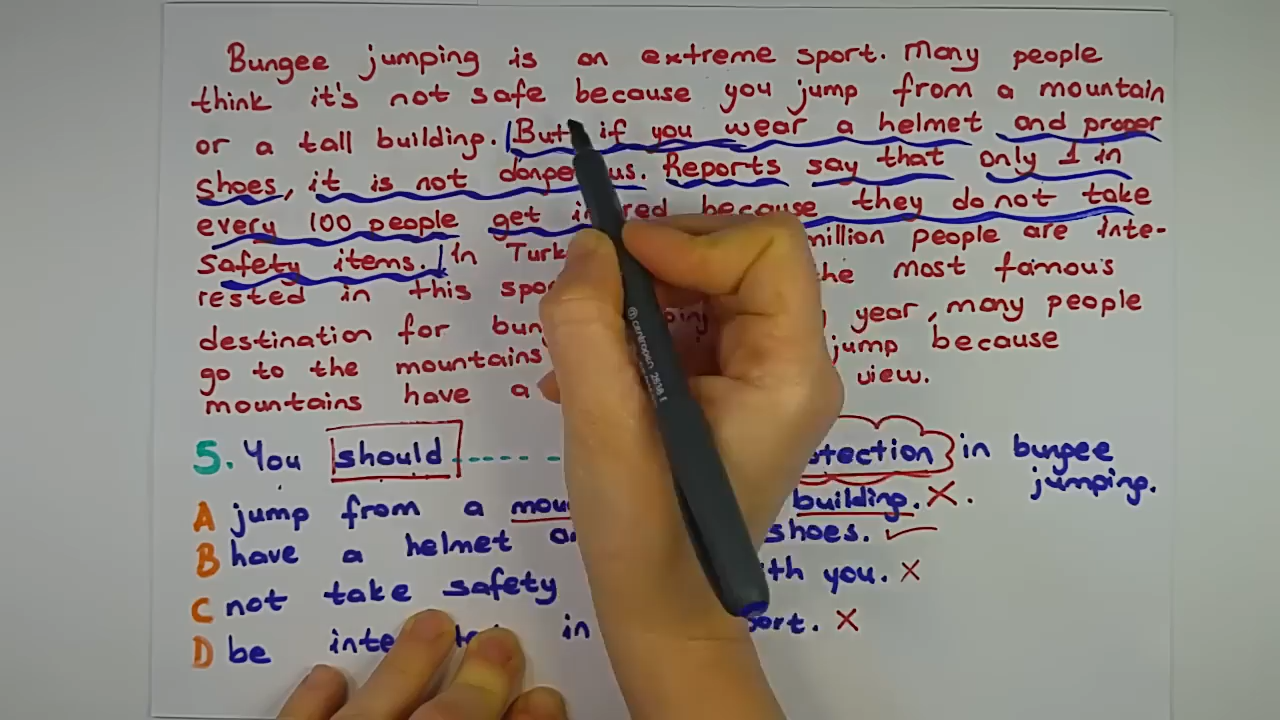 Bungee jumping is an extreme sport. Many people
think it's not safe because you jump from a mountain
or a tall building. But if you wear a helmet and proper
shoes, it is not us. Reports say that only 1 in
every 100 people get because they do not take
safety items. In million people are inte-
rested in this the most famous
destination for year, many people
go to the mountains jump because
mountains have a view.
5. You should in bungee
jumping.
A jump from a building.
B have a helmet shoes.
C not take safety with you.
D be in
centropen 2838 E